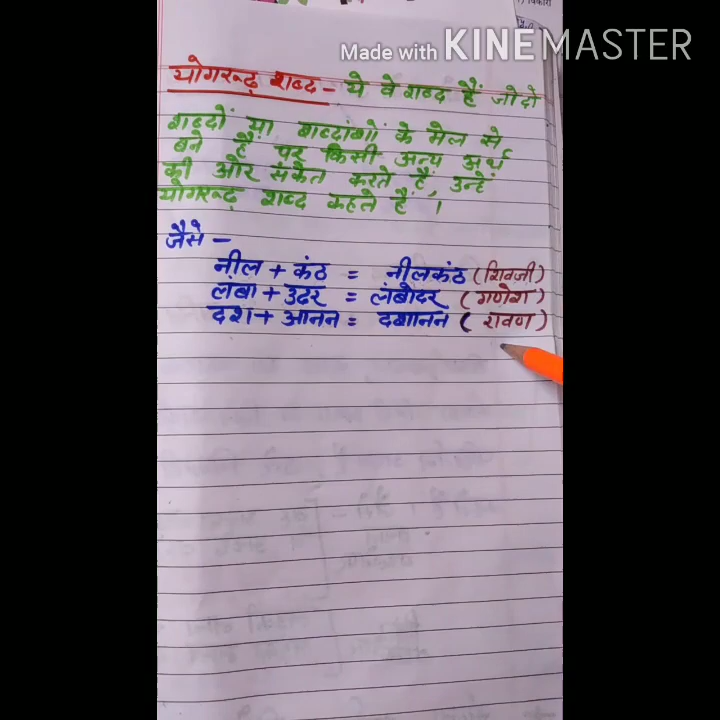 Made with KINEMASTER
योगरूढ़ शब्द - ये वे शब्द हैं जो दो
शब्दों या शब्दांशों के मेल से
बने हैं पर किसी अन्य अर्थ
की ओर संकेत करते हैं, उन्हें
योगरूढ़ शब्द कहते हैं ।
जैसे -
नील + कंठ = नीलकंठ (शिवजी)
लंबा + उदर = लंबोदर (गणेश)
दश + आनन = दशानन (रावण)